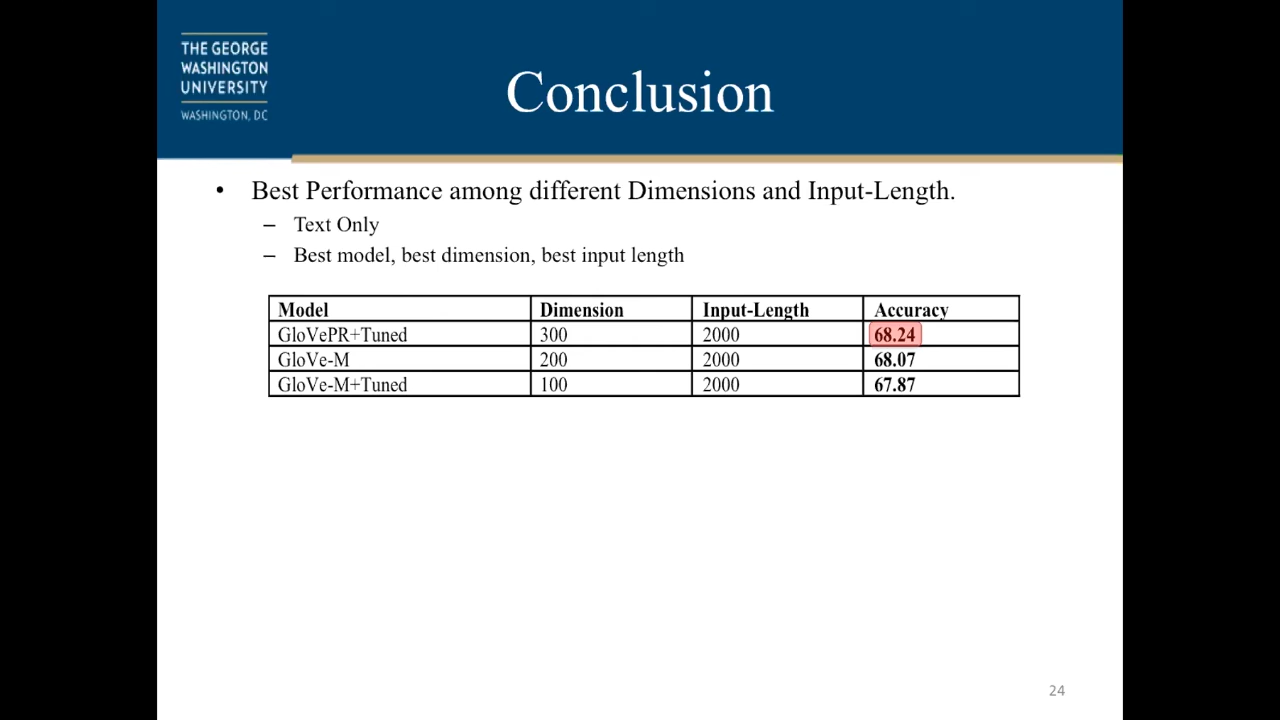 THE GEORGE
WASHINGTON
UNIVERSITY
WASHINGTON, DC
Conclusion
• Best Performance among different Dimensions and Input-Length.
– Text Only
– Best model, best dimension, best input length
Model Dimension Input-Length Accuracy
GloVePR+Tuned 300 2000 68.24
GloVe-M 200 2000 68.07
GloVe-M+Tuned 100 2000 67.87
24